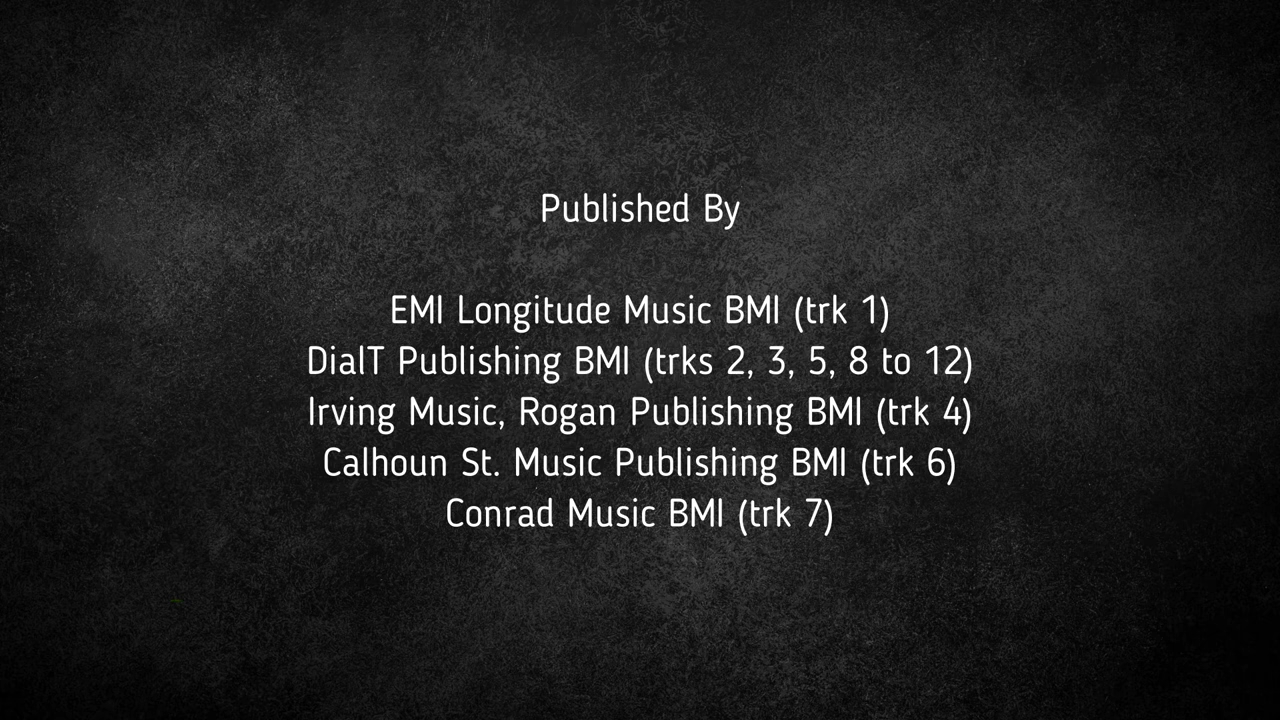 Published By
EMI Longitude Music BMI (trk 1)
DialT Publishing BMI (trks 2, 3, 5, 8 to 12)
Irving Music, Rogan Publishing BMI (trk 4)
Calhoun St. Music Publishing BMI (trk 6)
Conrad Music BMI (trk 7)